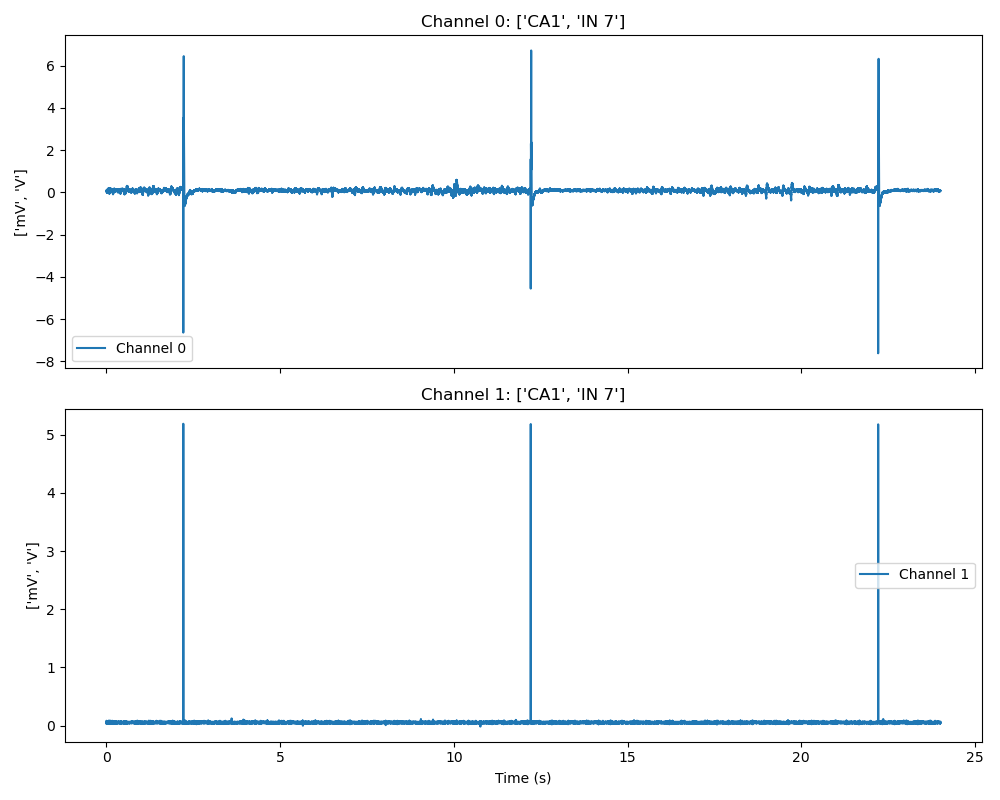 Channel 0: ['CA1', 'IN 7']
6
4
2
0
−2
−4
−6
−8
['mV', 'V']
Channel 0
Channel 1: ['CA1', 'IN 7']
5
4
3
2
1
0
['mV', 'V']
Channel 1
0 5 10 15 20 25
Time (s)